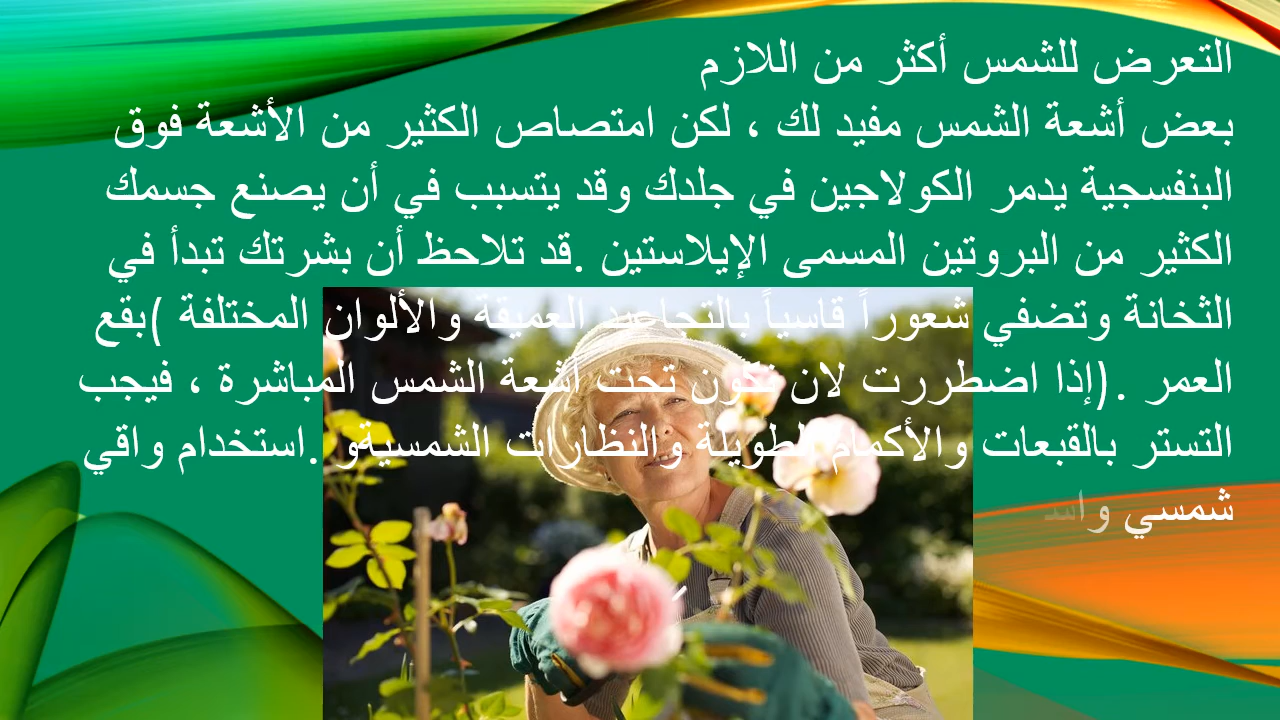 التعرض للشمس أكثر من اللازم
بعض أشعة الشمس مفيد لك ، لكن امتصاص الكثير من الأشعة فوق
البنفسجية يدمر الكولاجين في جلدك وقد يتسبب في أن يصنع جسمك
الكثير من البروتين المسمى الإيلاستين .قد تلاحظ أن بشرتك تبدأ في
الثخانة وتضفي شعوراً قاسياً بالتجاعيد العميقة والألوان المختلفة )بقع
العمر .(إذا اضطررت لان تكون تحت أشعة الشمس المباشرة ، فيجب
التستر بالقبعات والأكمام الطويلة والنظارات الشمسيةو .استخدام واقي
شمسي